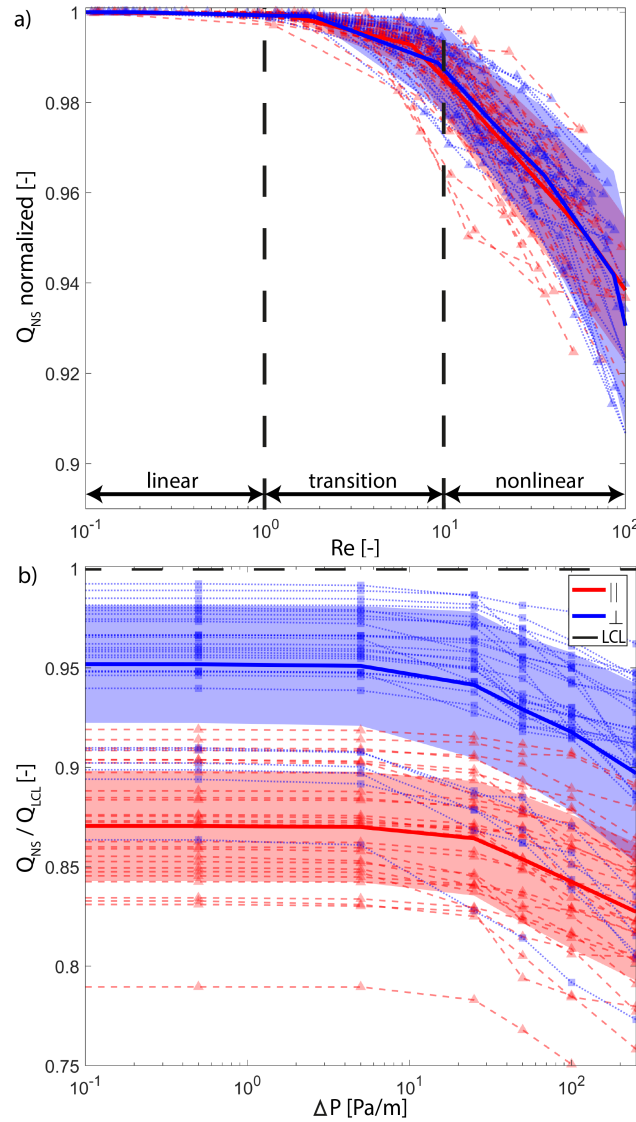 a)
1
0.98
0.96
0.94
0.92
0.9
Q_NS normalized [-]
linear
transition
nonlinear
10^-1
10^0
10^1
10^2
Re [-]
b)
1
0.95
0.9
0.85
0.8
0.75
Q_NS / Q_LCL [-]
||
⊥
LCL
10^-1
10^0
10^1
10^2
ΔP [Pa/m]